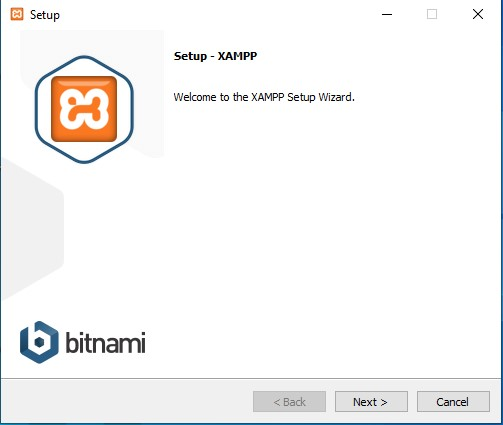 Setup
Setup - XAMPP
Welcome to the XAMPP Setup Wizard.
bitnami
< Back
Next >
Cancel